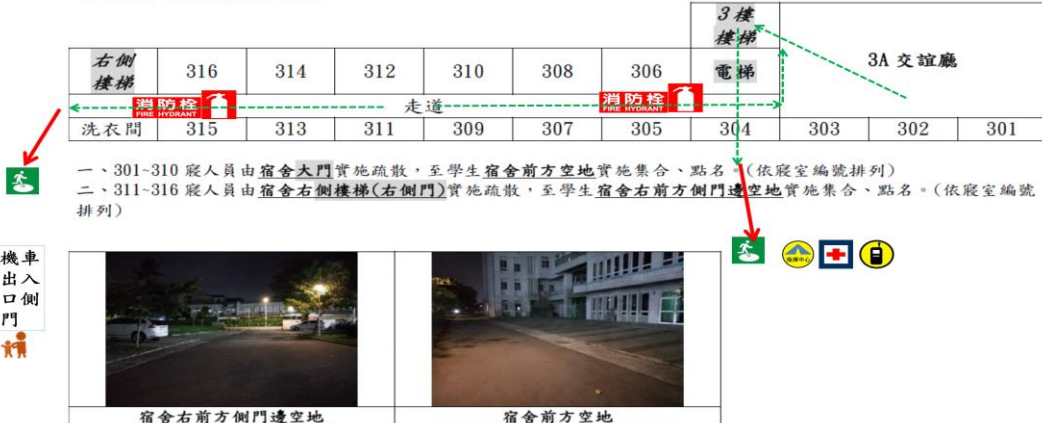 3 樓
樓梯
右側
樓梯
316
314
312
310
308
306
電梯
3A 交誼廳
消防栓
FIRE HYDRANT
走道
消防栓
FIRE HYDRANT
洗衣間
315
313
311
309
307
305
304
303
302
301
一、301~310 寢人員由宿舍大門實施疏散，至學生宿舍前方空地實施集合、點名。(依寢室編號排列)
二、311~316 寢人員由宿舍右側樓梯(右側門)實施疏散，至學生宿舍右前方側門邊空地實施集合、點名。(依寢室編號
排列)
指揮中心
機車
出入
口側
門
宿舍右前方側門邊空地
宿舍前方空地